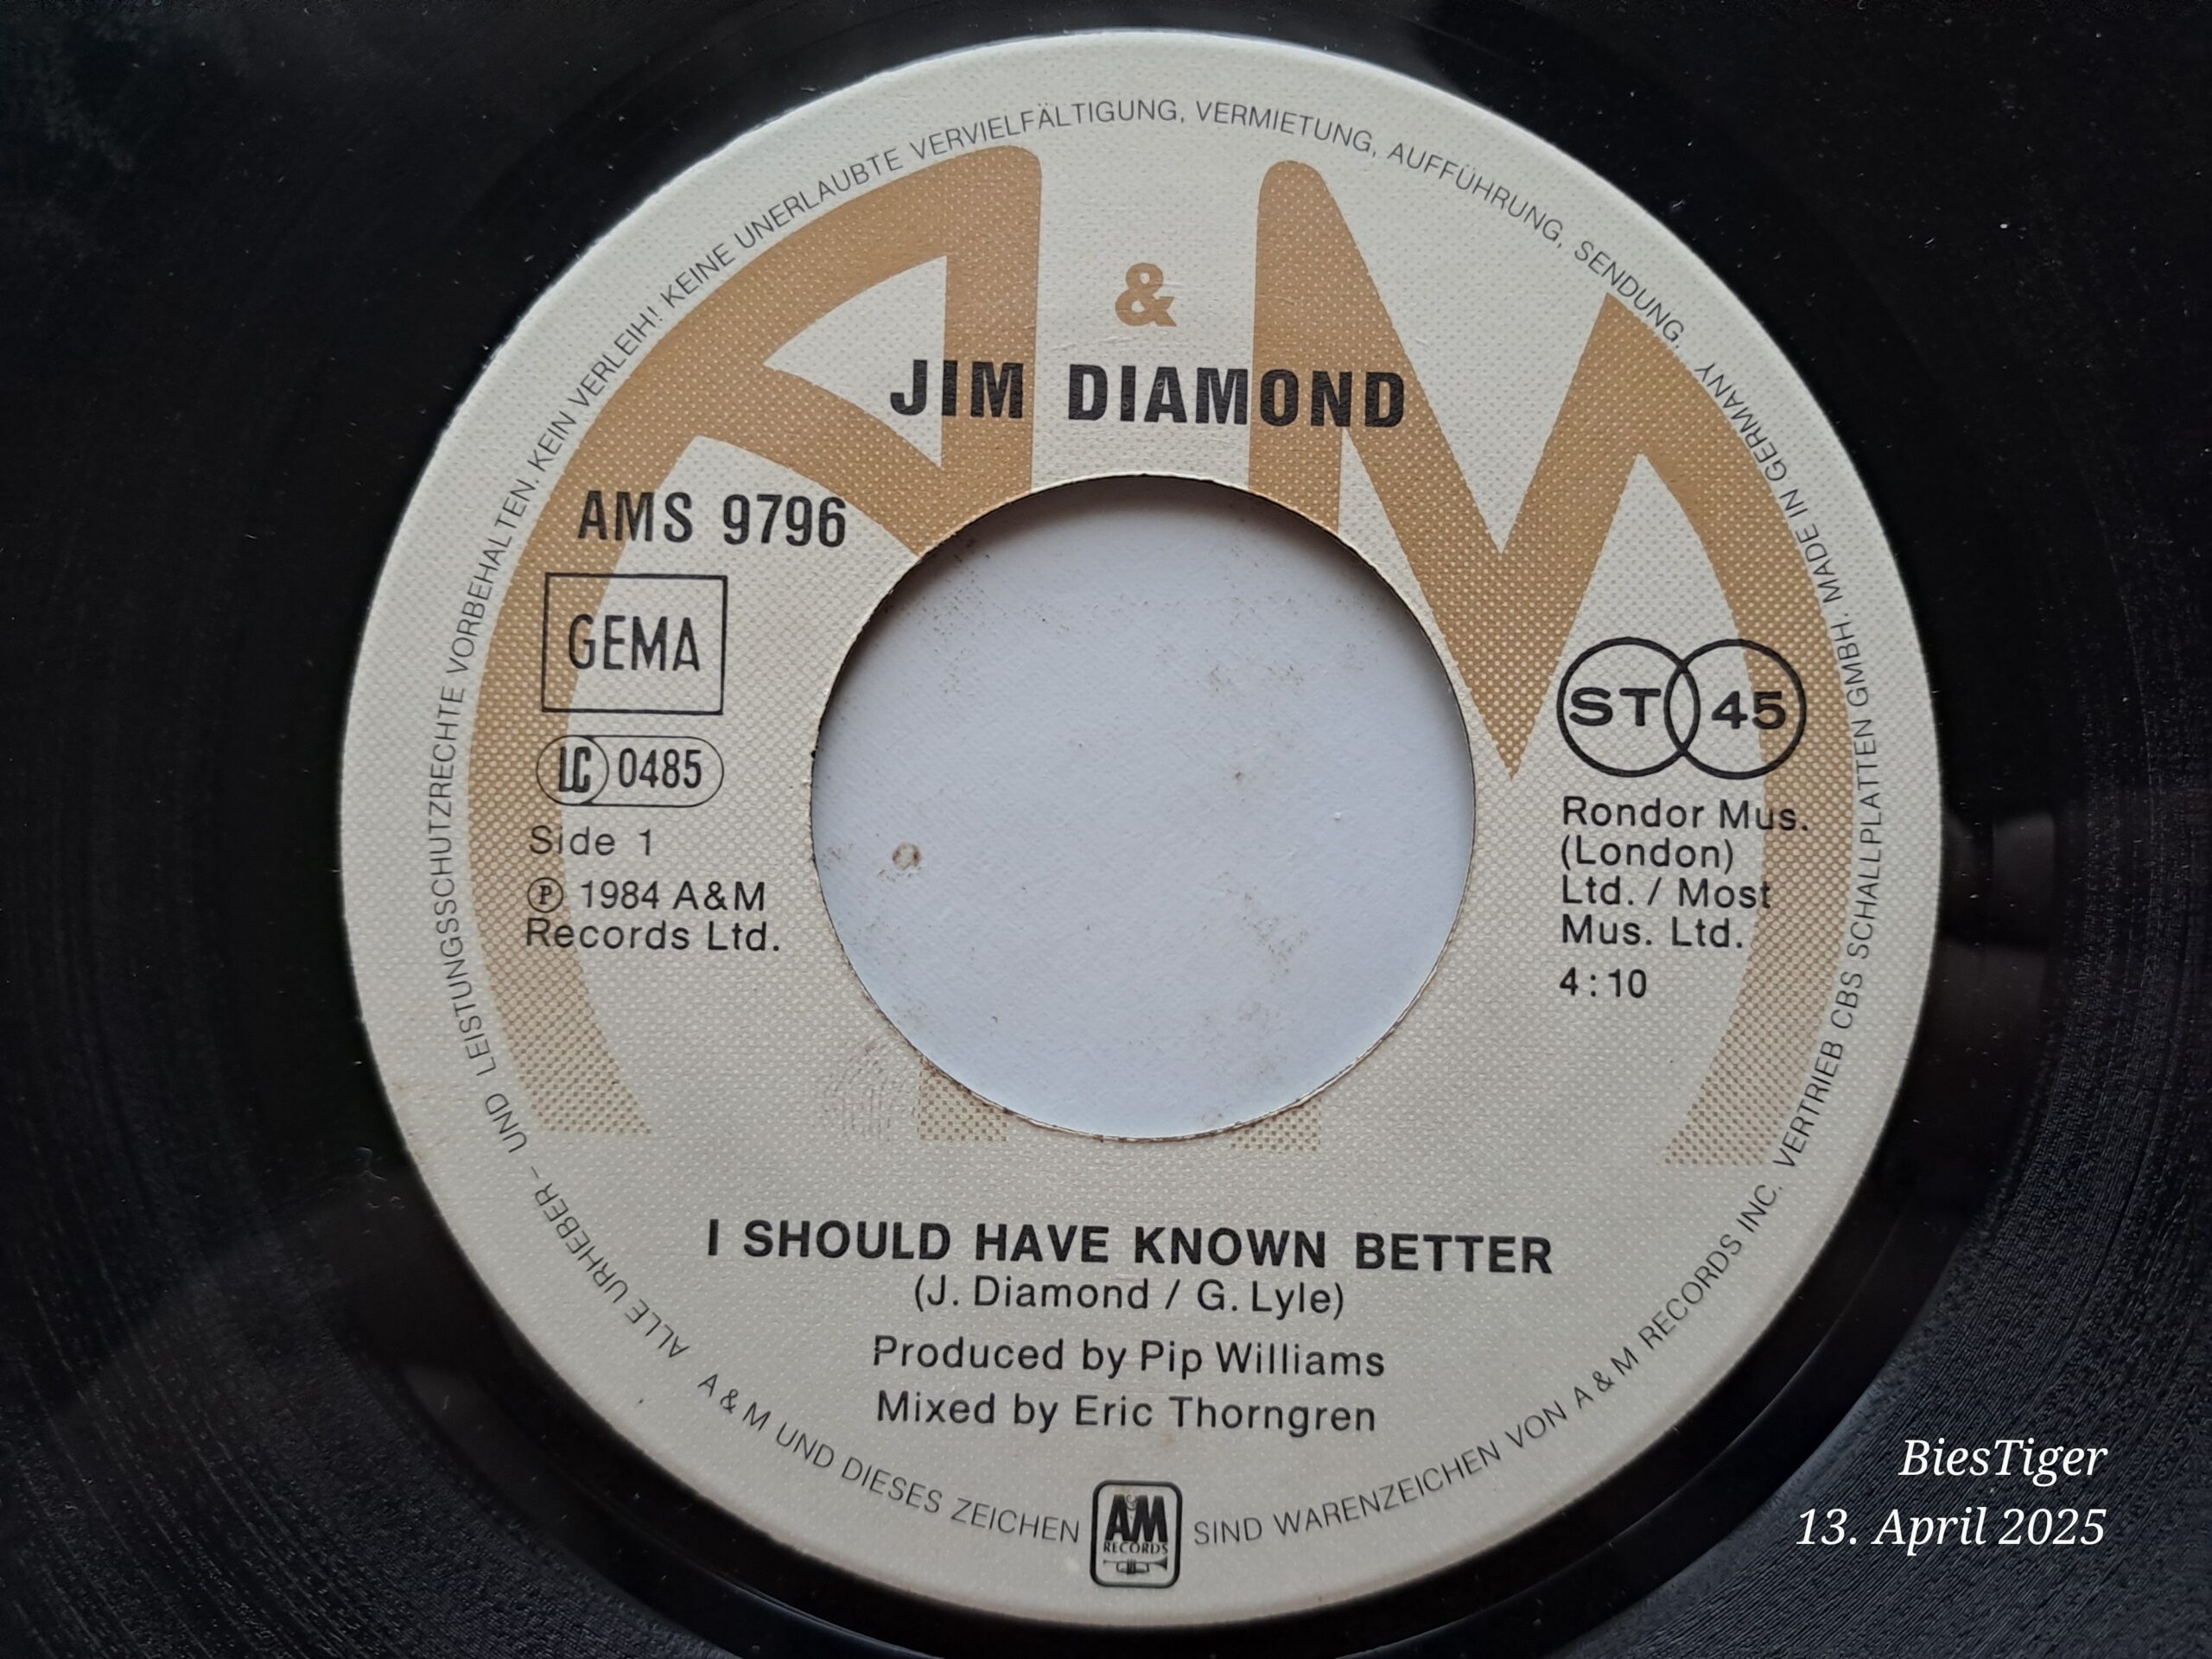 ALLE URHEBER- UND LEISTUNGSSCHUTZRECHTE VORBEHALTEN. KEIN VERLEIH! KEINE UNERLAUBTE VERVIELFÄLTIGUNG, VERMIETUNG, AUFFÜHRUNG, SENDUNG.
A & M
JIM DIAMOND
AMS 9796
GEMA
LC 0485
Side 1
Ⓟ 1984 A&M
Records Ltd.
ST 45
Rondor Mus.
(London)
Ltd. / Most
Mus. Ltd.
4:10
I SHOULD HAVE KNOWN BETTER
(J. Diamond / G. Lyle)
Produced by Pip Williams
Mixed by Eric Thorngren
A & M UND DIESES ZEICHEN
A&M
RECORDS
SIND WARENZEICHEN VON A & M RECORDS INC. VERTRIEB CBS SCHALLPLATTEN GMBH. MADE IN GERMANY
BiesTiger
13. April 2025